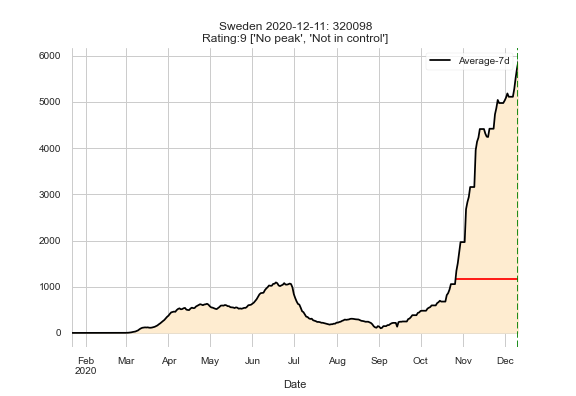 Sweden 2020-12-11: 320098
Rating:9 ['No peak', 'Not in control']
Average-7d
6000
5000
4000
3000
2000
1000
0
Feb Mar Apr May Jun Jul Aug Sep Oct Nov Dec
2020
Date